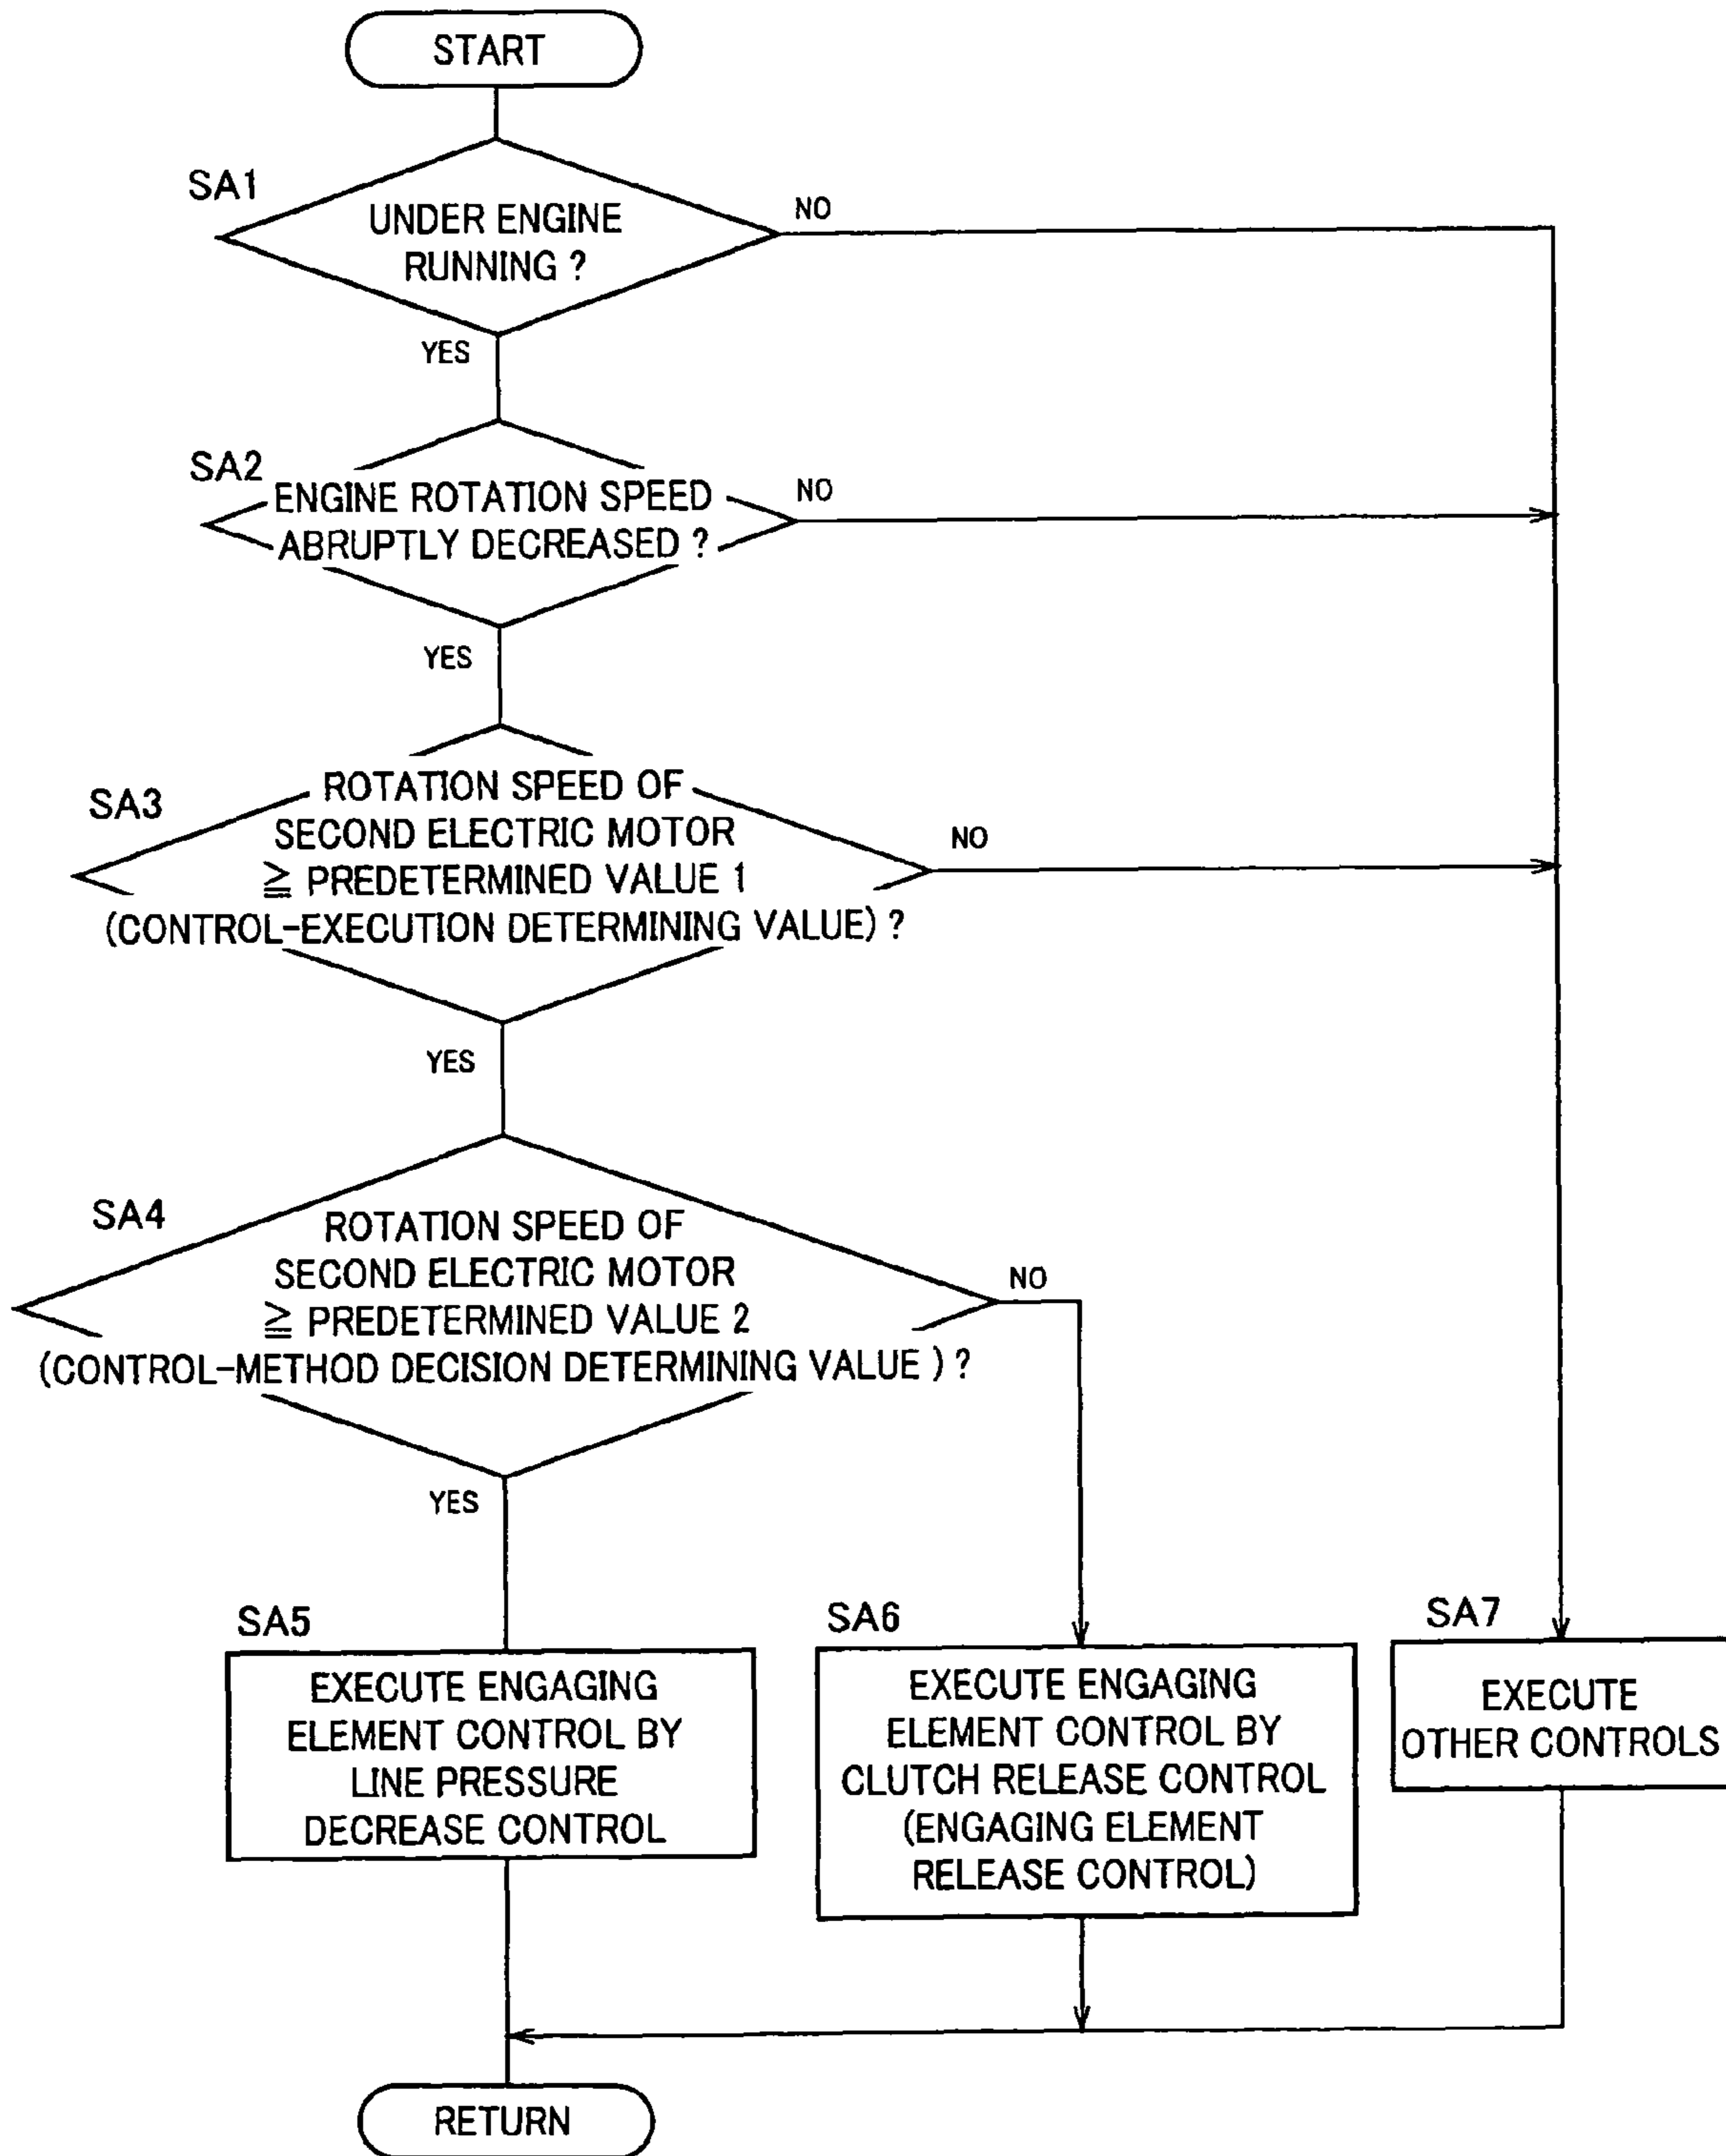 START
SA1
UNDER ENGINE
RUNNING ?
NO
YES
SA2
ENGINE ROTATION SPEED
ABRUPTLY DECREASED ?
NO
YES
SA3
ROTATION SPEED OF
SECOND ELECTRIC MOTOR
≧ PREDETERMINED VALUE 1
(CONTROL-EXECUTION DETERMINING VALUE) ?
NO
YES
SA4
ROTATION SPEED OF
SECOND ELECTRIC MOTOR
≧ PREDETERMINED VALUE 2
(CONTROL-METHOD DECISION DETERMINING VALUE ) ?
NO
YES
SA5
EXECUTE ENGAGING
ELEMENT CONTROL BY
LINE PRESSURE
DECREASE CONTROL
SA6
EXECUTE ENGAGING
ELEMENT CONTROL BY
CLUTCH RELEASE CONTROL
(ENGAGING ELEMENT
RELEASE CONTROL)
SA7
EXECUTE
OTHER CONTROLS
RETURN